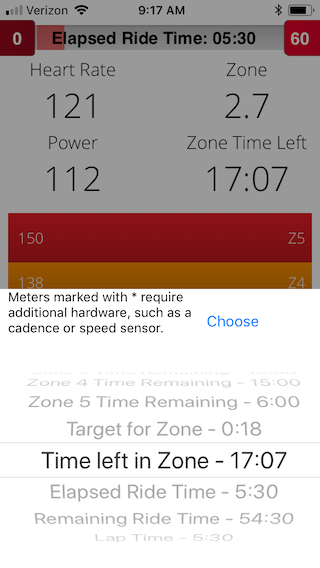 Verizon 9:17 AM
0 Elapsed Ride Time: 05:30 60
Heart Rate Zone
121 2.7
Power Zone Time Left
112 17:07
150 Z5
138 Z4
Meters marked with * require
additional hardware, such as a
cadence or speed sensor.
Choose
Zone 4 Time Remaining - 15:00
Zone 5 Time Remaining - 6:00
Target for Zone - 0:18
Time left in Zone - 17:07
Elapsed Ride Time - 5:30
Remaining Ride Time - 54:30
Lap Time - 5:30